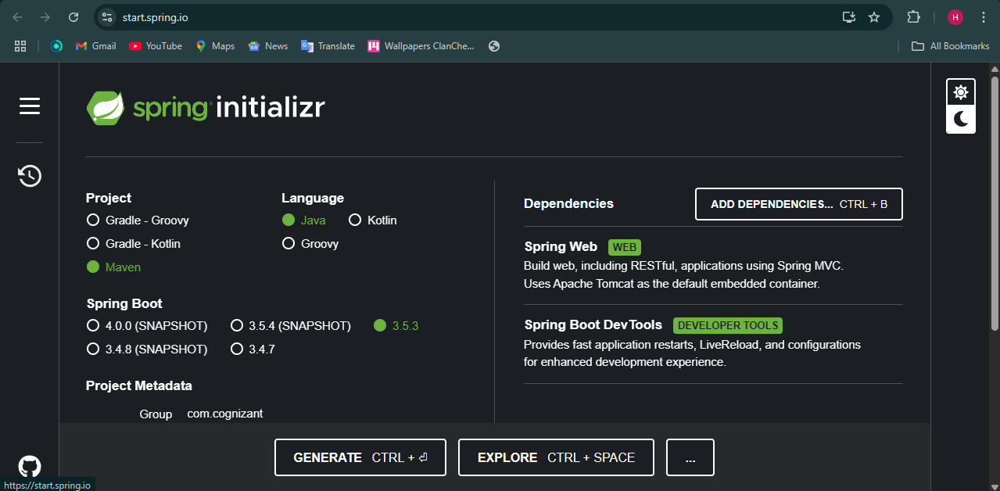 start.spring.io
H
Gmail
YouTube
Maps
News
Translate
Wallpapers ClanChe...
All Bookmarks
spring initializr
Project
Gradle - Groovy
Gradle - Kotlin
Maven
Language
Java
Kotlin
Groovy
Spring Boot
4.0.0 (SNAPSHOT)
3.5.4 (SNAPSHOT)
3.5.3
3.4.8 (SNAPSHOT)
3.4.7
Project Metadata
Group com.cognizant
Dependencies
ADD DEPENDENCIES... CTRL + B
Spring Web WEB
Build web, including RESTful, applications using Spring MVC.
Uses Apache Tomcat as the default embedded container.
Spring Boot DevTools DEVELOPER TOOLS
Provides fast application restarts, LiveReload, and configurations
for enhanced development experience.
GENERATE CTRL + ⏎
EXPLORE CTRL + SPACE
...
https://start.spring.io